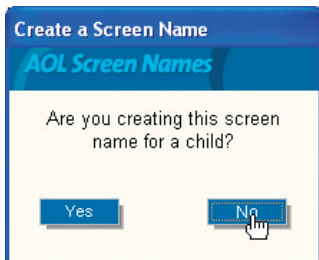 Create a Screen Name
AOL Screen Names
Are you creating this screen
name for a child?
Yes
No